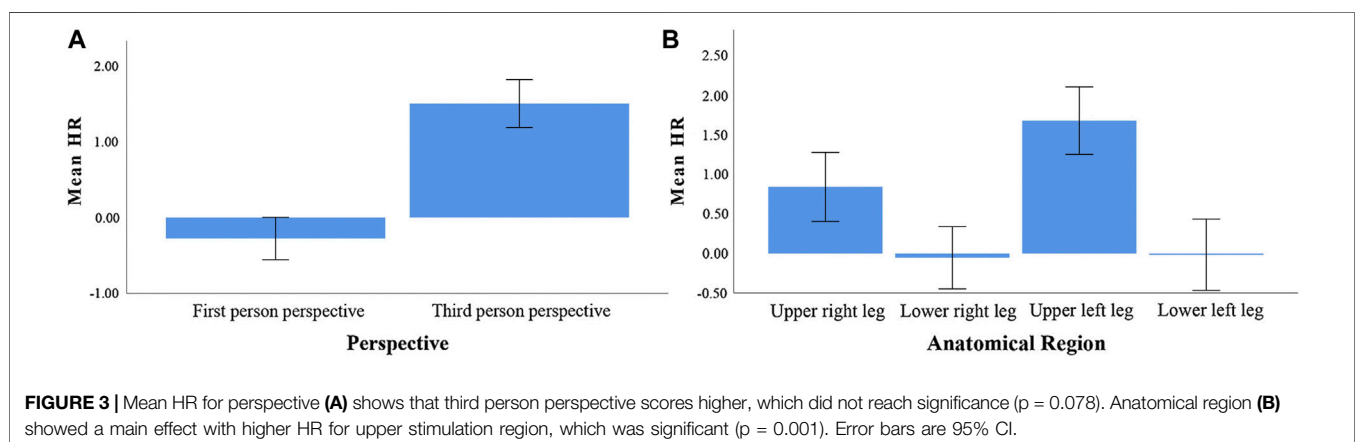 A
Mean HR
2.00
1.00
0.00
-1.00
First person perspective
Third person perspective
Perspective
B
Mean HR
2.50
2.00
1.50
1.00
0.50
0.00
-0.50
Upper right leg
Lower right leg
Upper left leg
Lower left leg
Anatomical Region
FIGURE 3 | Mean HR for perspective (A) shows that third person perspective scores higher, which did not reach significance (p = 0.078). Anatomical region (B)
showed a main effect with higher HR for upper stimulation region, which was significant (p = 0.001). Error bars are 95% CI.